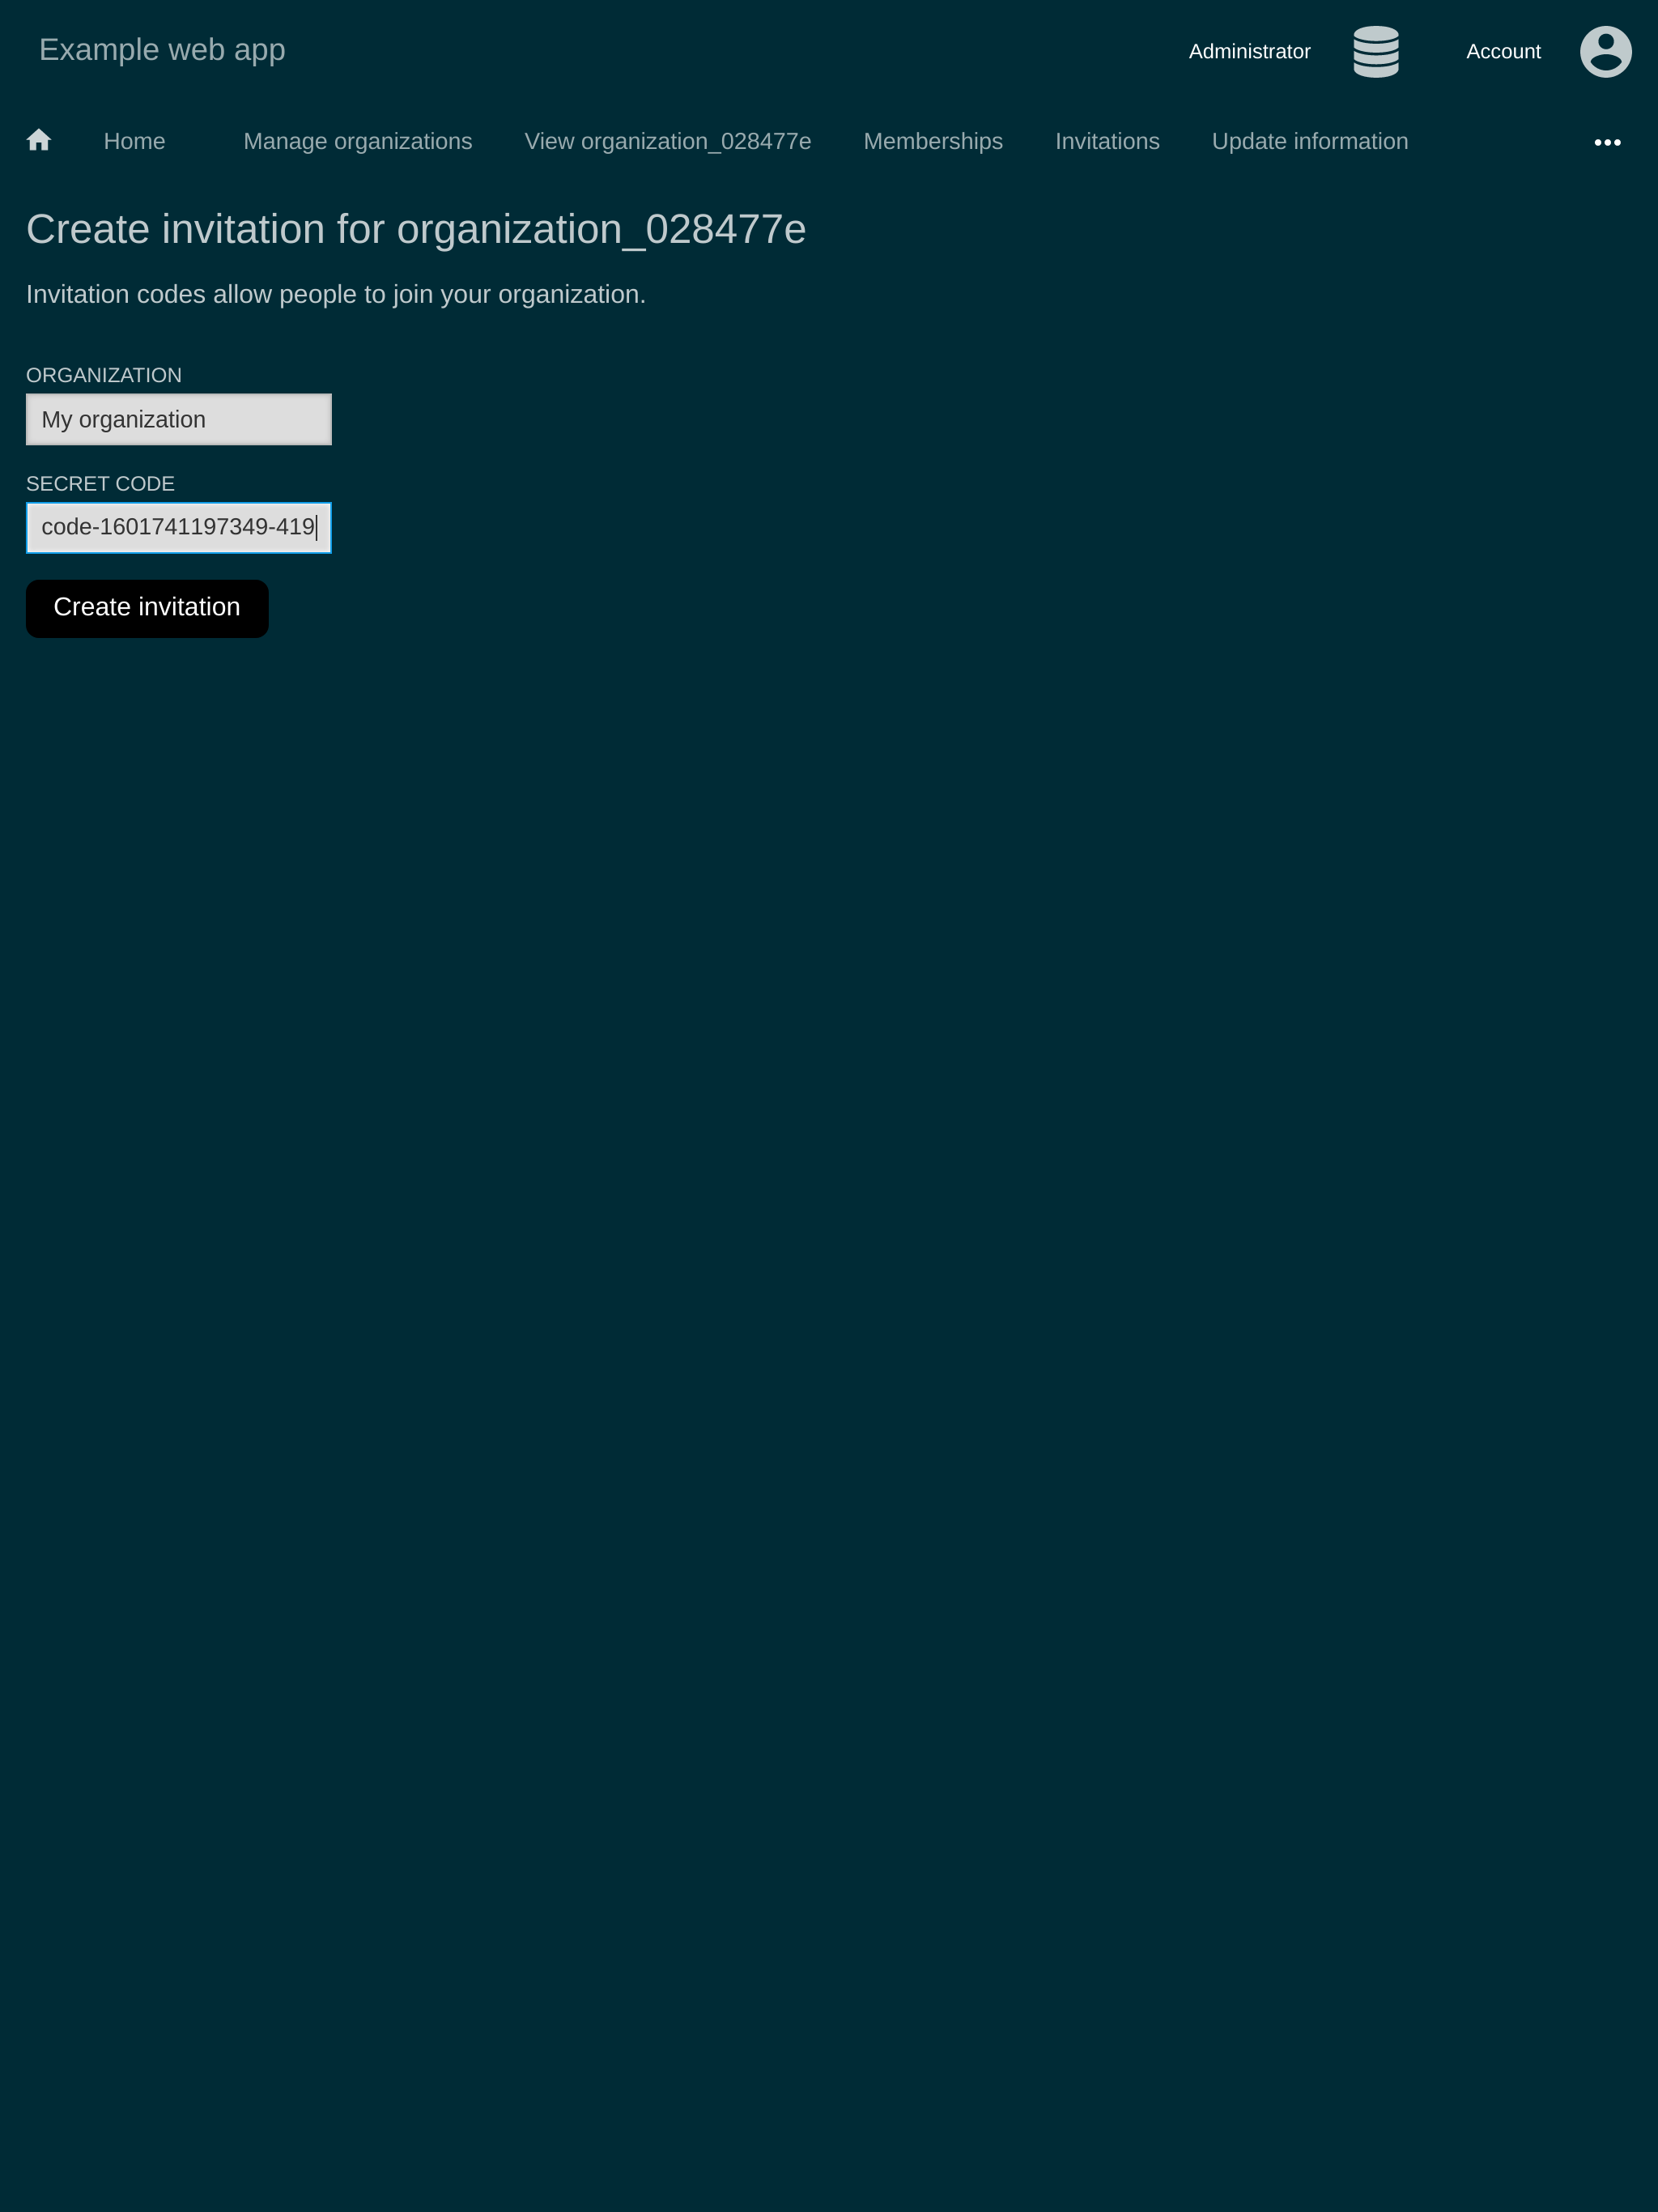 Example web app
Administrator
Account
Home
Manage organizations
View organization_028477e
Memberships
Invitations
Update information
Create invitation for organization_028477e
Invitation codes allow people to join your organization.
ORGANIZATION
My organization
SECRET CODE
code-1601741197349-419
Create invitation